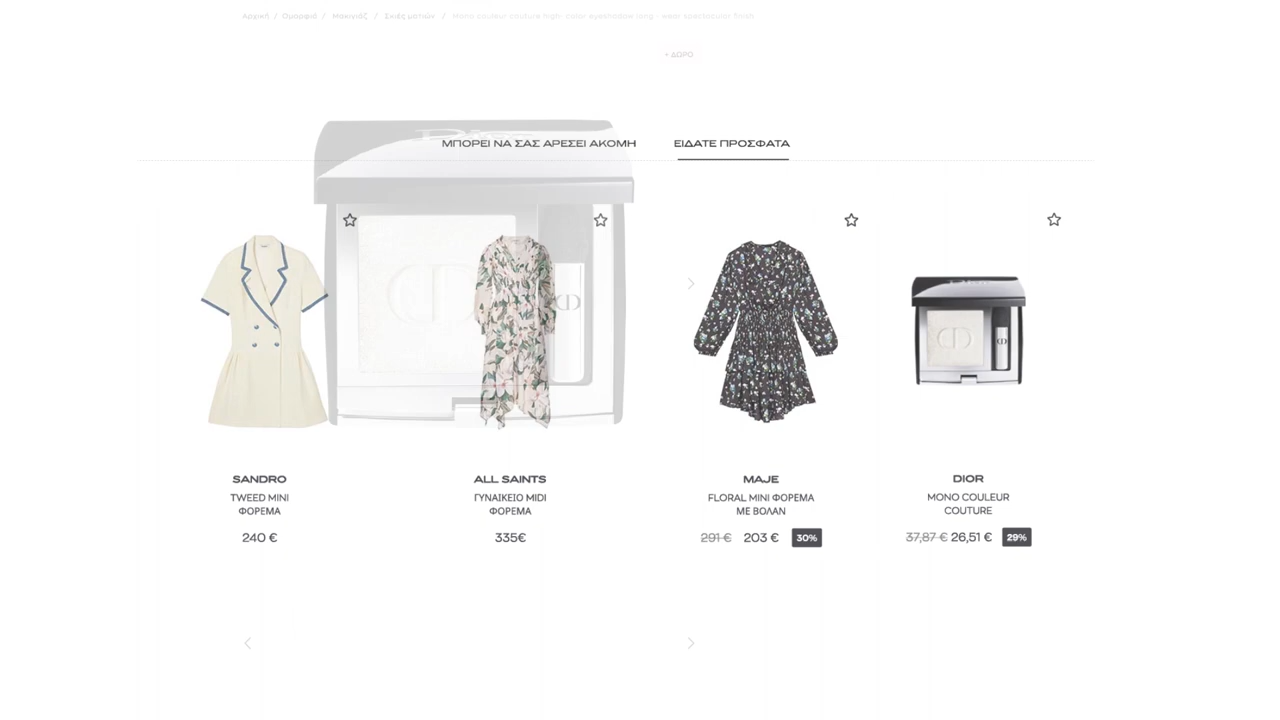 Αρχική / Ομορφιά / Μακιγιάζ / Σκιές ματιών / Mono couleur couture high- color eyeshadow long - wear spectacular finish
+ ΔΩΡΟ
Dior
ΜΠΟΡΕΙ ΝΑ ΣΑΣ ΑΡΕΣΕΙ ΑΚΟΜΗ ΕΙΔΑΤΕ ΠΡΟΣΦΑΤΑ
SANDRO
TWEED MINI
ΦΟΡΕΜΑ
240 €
ALL SAINTS
ΓΥΝΑΙΚΕΙΟ MIDI
ΦΟΡΕΜΑ
335€
MAJE
FLORAL MINI ΦΟΡΕΜΑ
ΜΕ ΒΟΛΑΝ
291 € 203 € 30%
DIOR
MONO COULEUR
COUTURE
37,87 € 26,51 € 29%